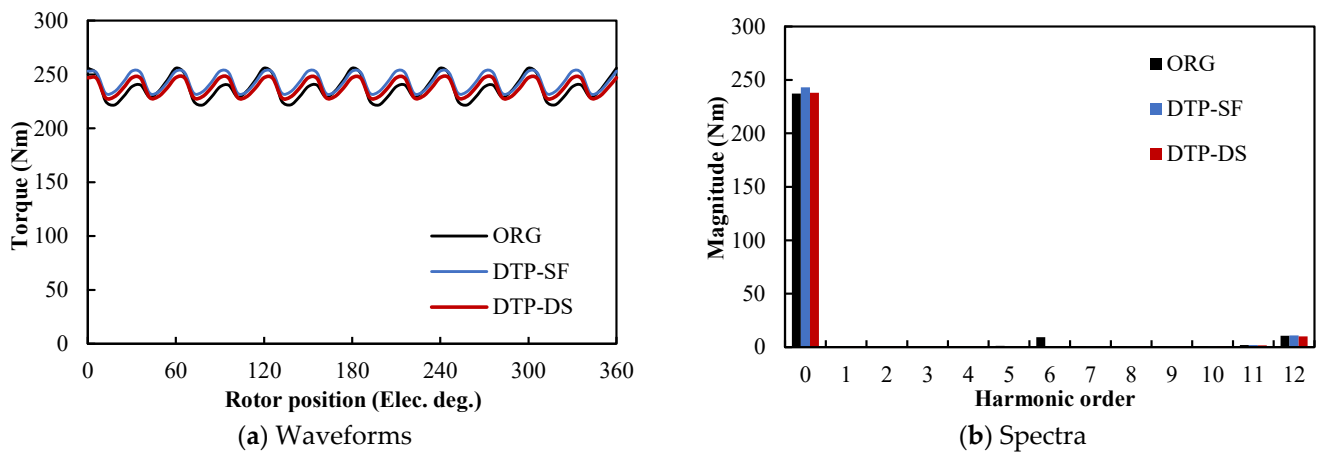 300
250
200
150
100
50
0
Torque (Nm)
ORG
DTP-SF
DTP-DS
0 60 120 180 240 300 360
Rotor position (Elec. deg.)
(a) Waveforms
300
250
200
150
100
50
0
Magnitude (Nm)
ORG
DTP-SF
DTP-DS
0 1 2 3 4 5 6 7 8 9 10 11 12
Harmonic order
(b) Spectra